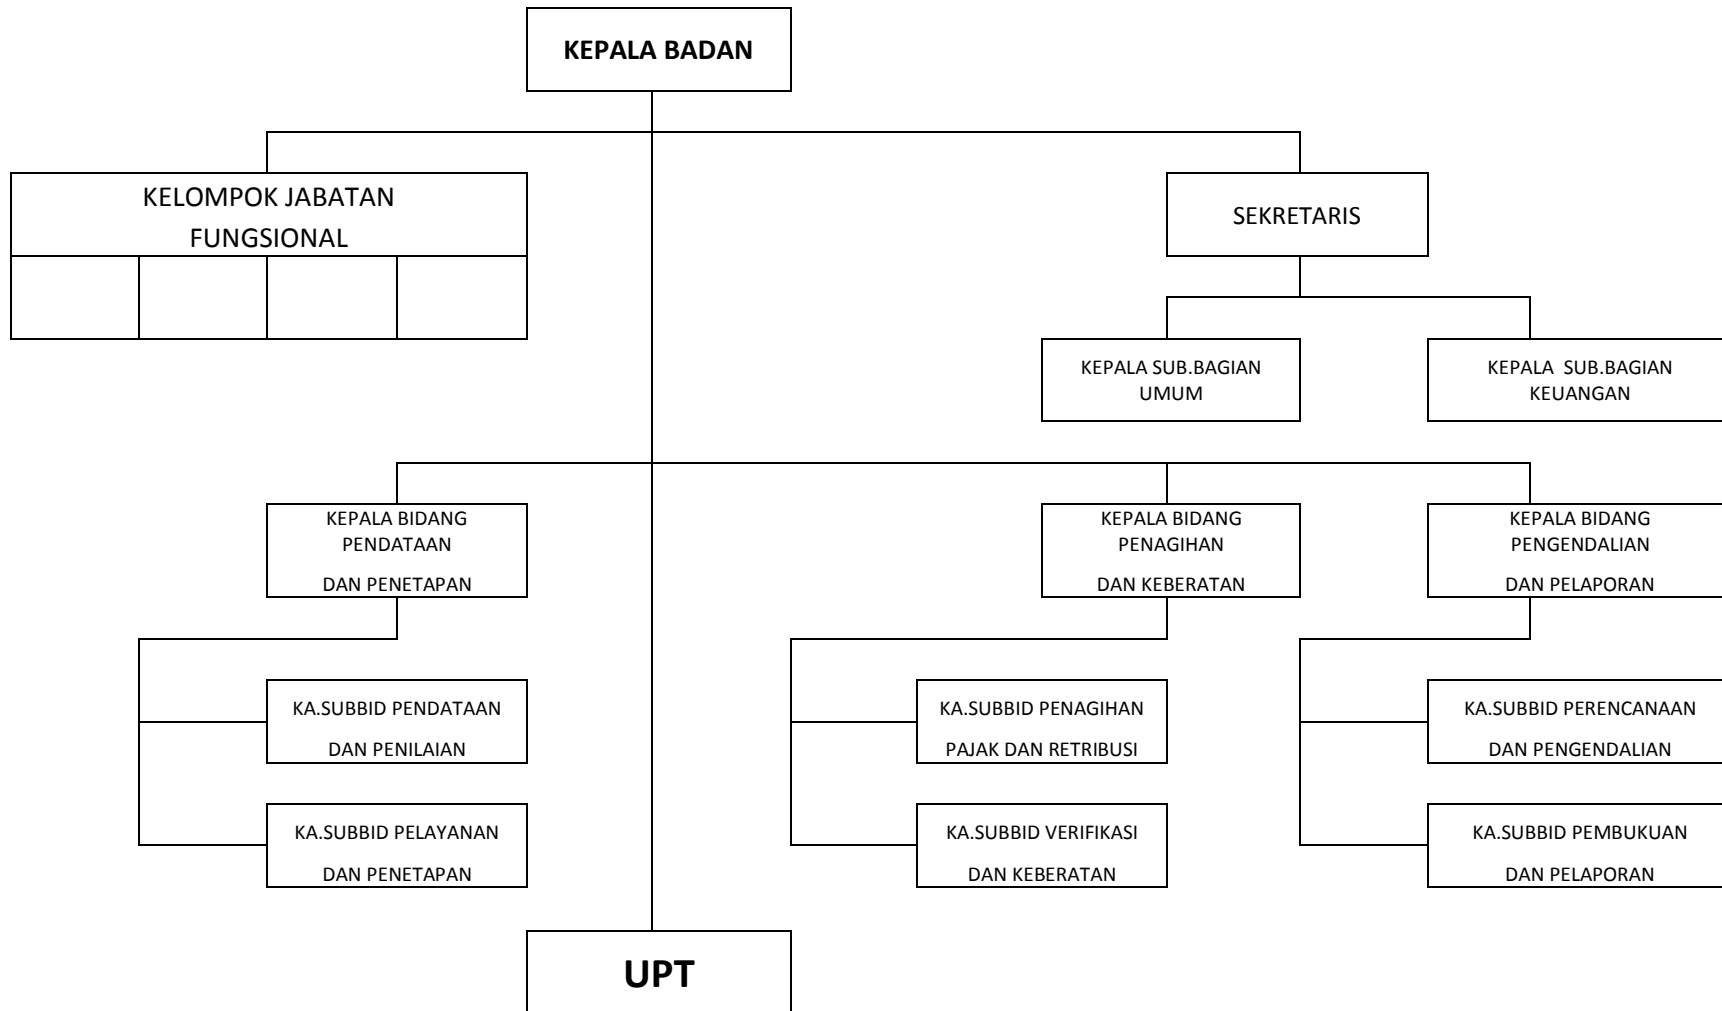 KEPALA BADAN
KELOMPOK JABATAN
FUNGSIONAL
SEKRETARIS
KEPALA SUB.BAGIAN
UMUM
KEPALA  SUB.BAGIAN
KEUANGAN
KEPALA BIDANG
PENDATAAN
DAN PENETAPAN
KEPALA BIDANG
PENAGIHAN
DAN KEBERATAN
KEPALA BIDANG
PENGENDALIAN
DAN PELAPORAN
KA.SUBBID PENDATAAN
DAN PENILAIAN
KA.SUBBID PENAGIHAN
PAJAK DAN RETRIBUSI
KA.SUBBID PERENCANAAN
DAN PENGENDALIAN
KA.SUBBID PELAYANAN
DAN PENETAPAN
KA.SUBBID VERIFIKASI
DAN KEBERATAN
KA.SUBBID PEMBUKUAN
DAN PELAPORAN
UPT